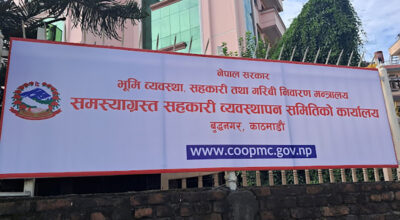 नेपाल सरकार
भूमि व्यवस्था, सहकारी तथा गरिबी निवारण मन्त्रालय
समस्याग्रस्त सहकारी व्यवस्थापन समितिको कार्यालय
बुद्धनगर, काठमाडौं
www.coopmc.gov.np